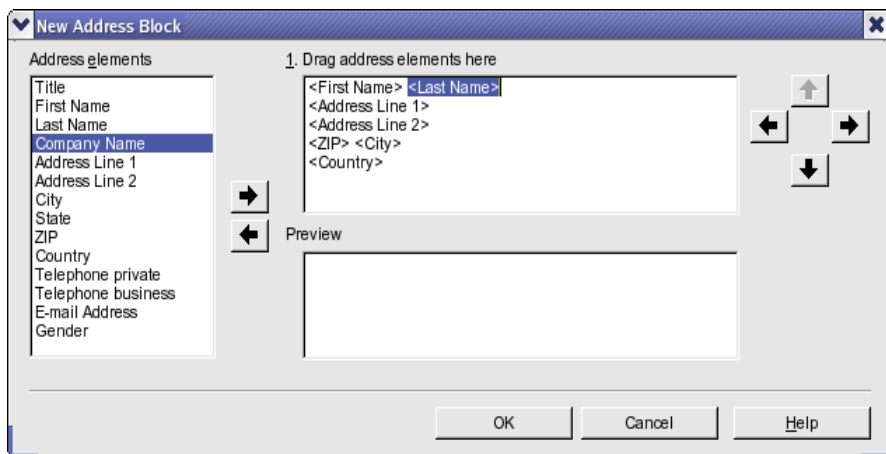 New Address Block
Address elements
Title
First Name
Last Name
Company Name
Address Line 1
Address Line 2
City
State
ZIP
Country
Telephone private
Telephone business
E-mail Address
Gender
1. Drag address elements here
<First Name> <Last Name>
<Address Line 1>
<Address Line 2>
<ZIP> <City>
<Country>
Preview
OK Cancel Help